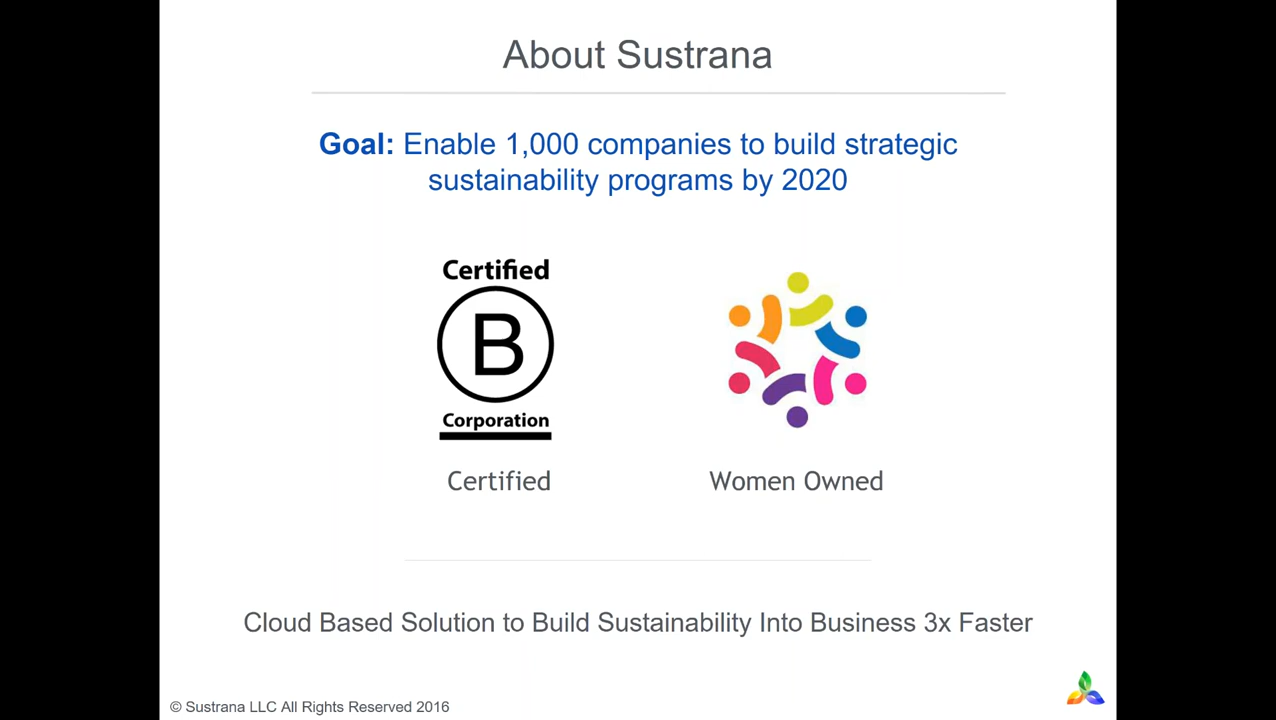 About Sustrana
Goal: Enable 1,000 companies to build strategic
sustainability programs by 2020
Certified
B
Corporation
Certified
Women Owned
Cloud Based Solution to Build Sustainability Into Business 3x Faster
© Sustrana LLC All Rights Reserved 2016